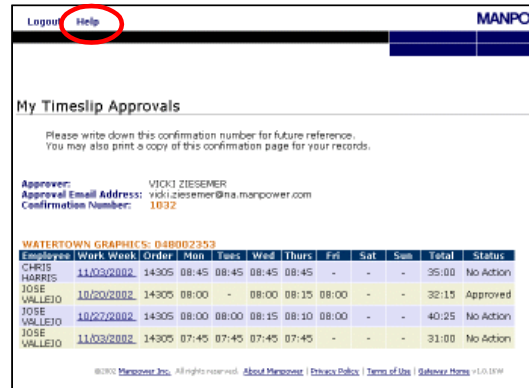 Logout Help MANPO
My Timeslip Approvals
Please write down this confirmation number for future reference.
You may also print a copy of this confirmation page for your records.
Approver: VICKI ZIESEMER
Approval Email Address: vicki.ziesemer@na.manpower.com
Confirmation Number: 1032
WATERTOWN GRAPHICS: 048002353
Employee Work Week Order Mon Tues Wed Thurs Fri Sat Sun Total Status
CHRIS HARRIS 11/03/2002 14305 08:45 08:45 08:45 08:45 - - - 35:00 No Action
JOSE VALLEJO 10/20/2002 14305 08:00 - 08:00 08:15 08:00 - - 32:15 Approved
JOSE VALLEJO 10/27/2002 14305 08:00 08:00 08:15 08:10 08:00 - - 40:25 No Action
JOSE VALLEJO 11/03/2002 14305 07:45 07:45 07:45 07:45 - - - 31:00 No Action
©2002 Manpower Inc. All rights reserved. About Manpower | Privacy Policy | Terms of Use | Gateway Home v1.0.1KW